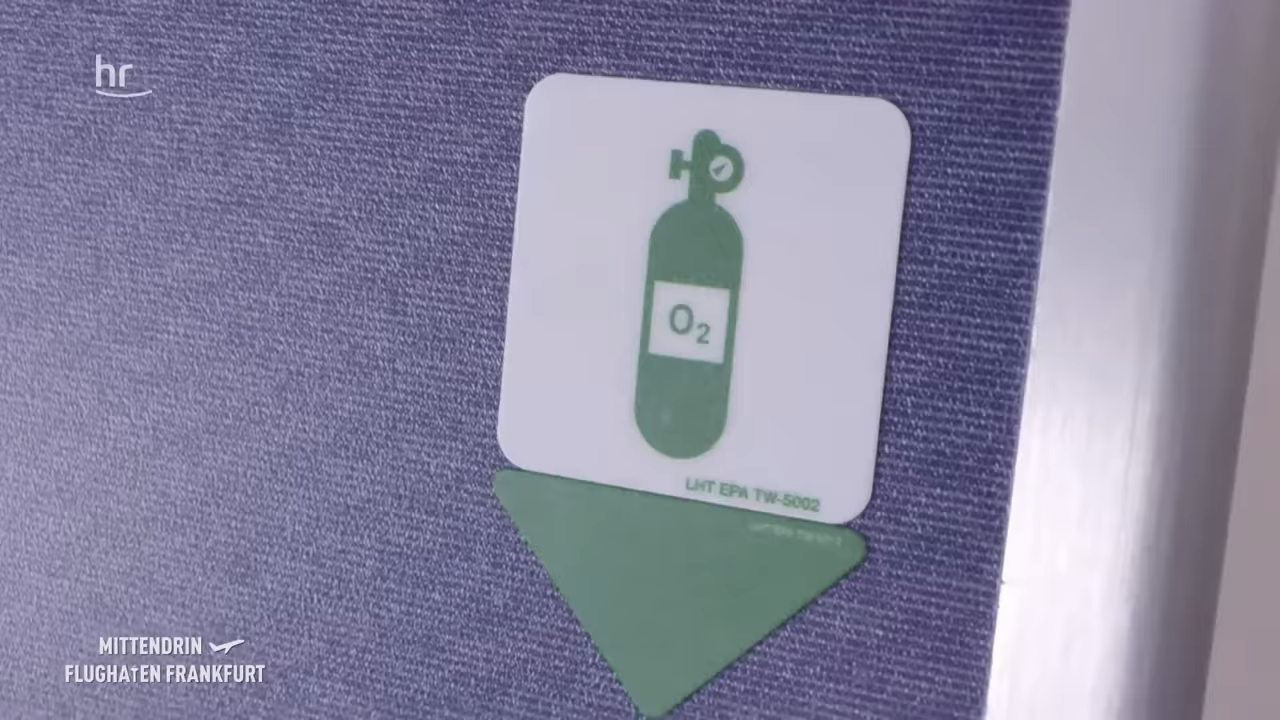 hr
O₂
LHT EPA TW-5002
MITTENDRIN
FLUGHAFEN FRANKFURT